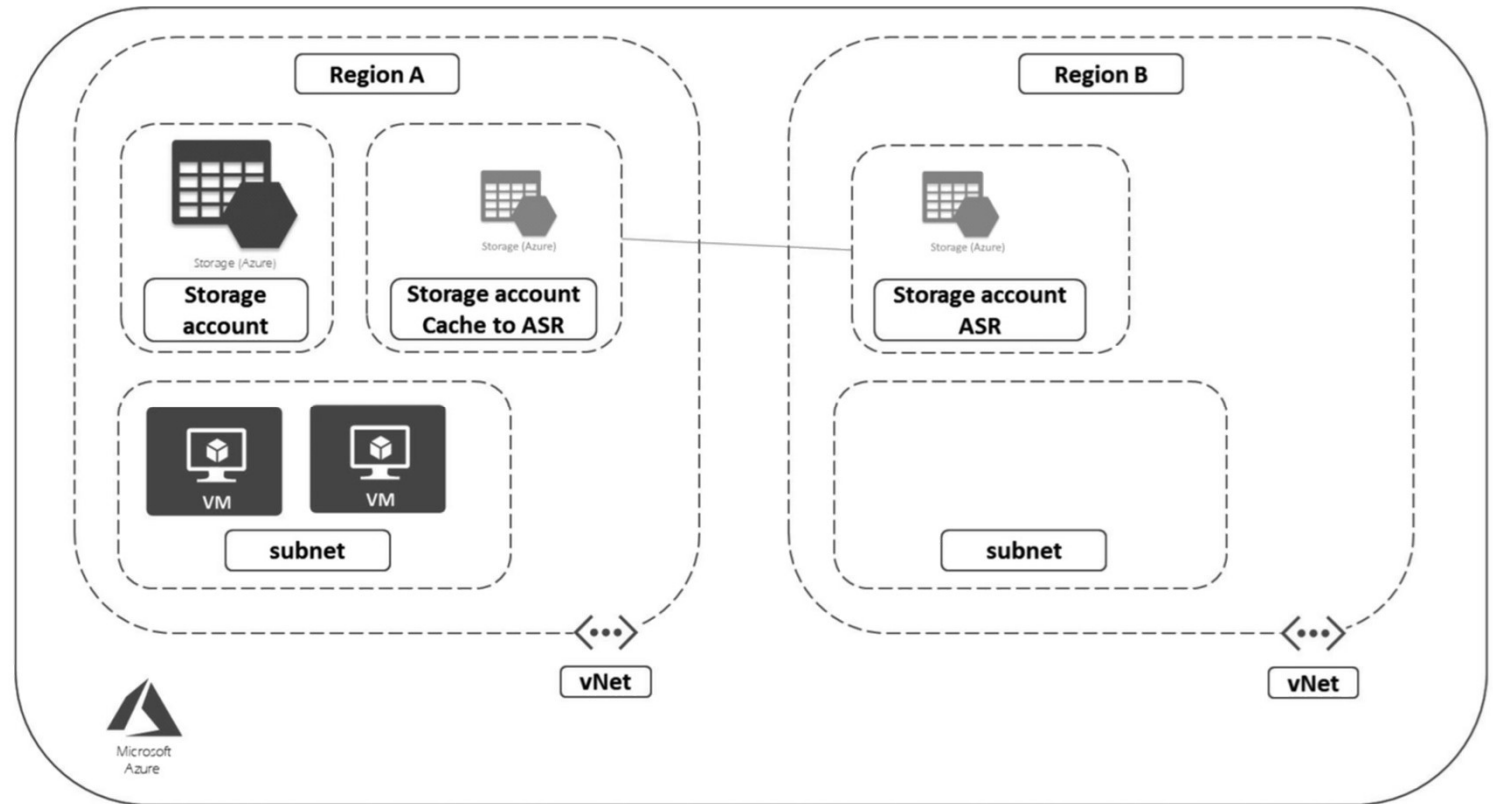 Region A
Storage (Azure)
Storage
account
Storage (Azure)
Storage account
Cache to ASR
VM
VM
subnet
vNet
Region B
Storage (Azure)
Storage account
ASR
subnet
vNet
Microsoft
Azure